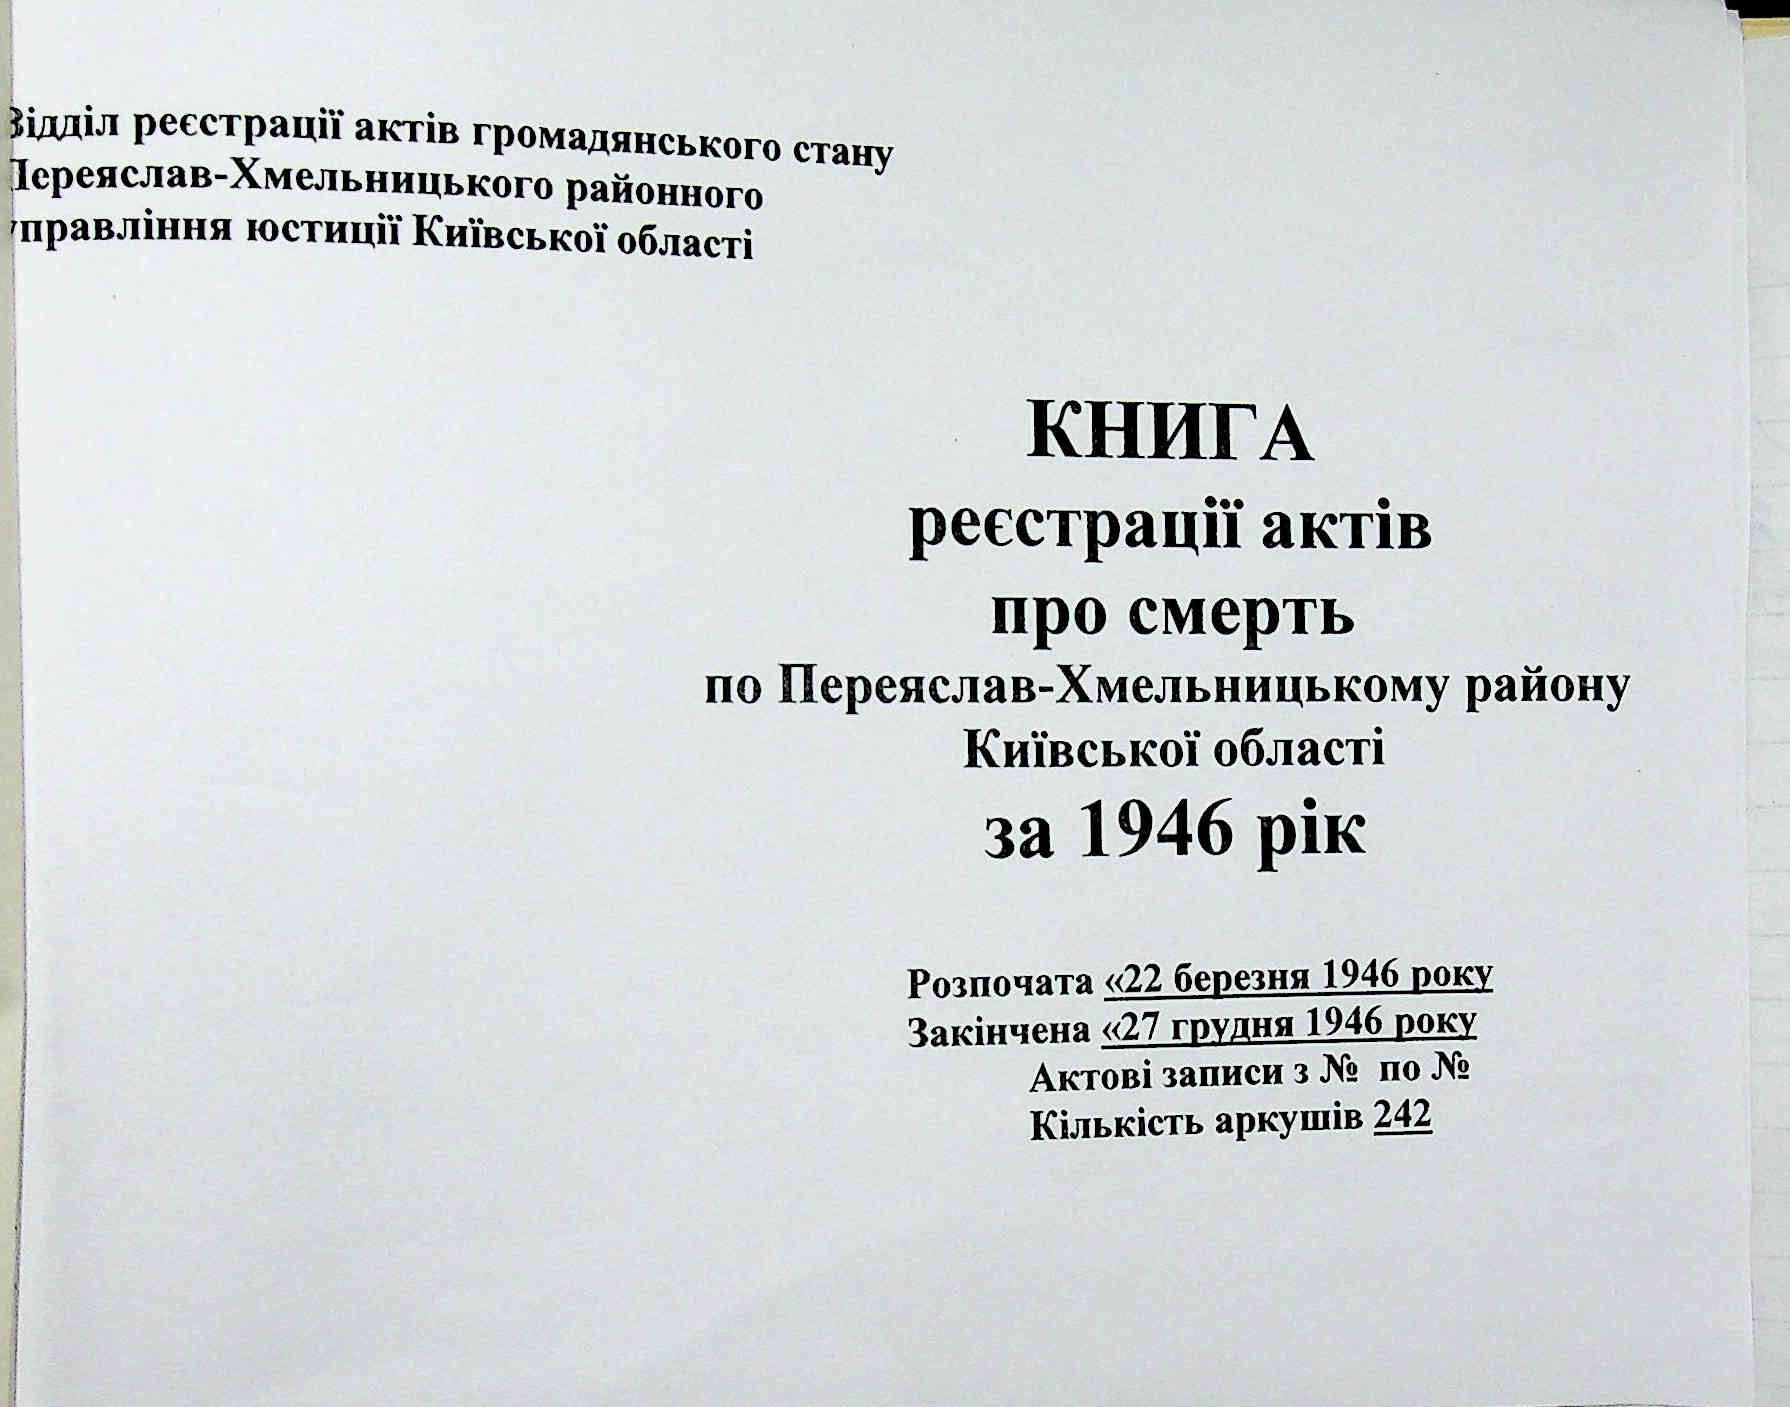 Відділ реєстрації актів громадянського стану
Переяслав-Хмельницького районного
управління юстиції Київської області
КНИГА
реєстрації актів
про смерть
по Переяслав-Хмельницькому району
Київської області
за 1946 рік
Розпочата «22 березня 1946 року
Закінчена «27 грудня 1946 року
Актові записи з № по №
Кількість аркушів 242